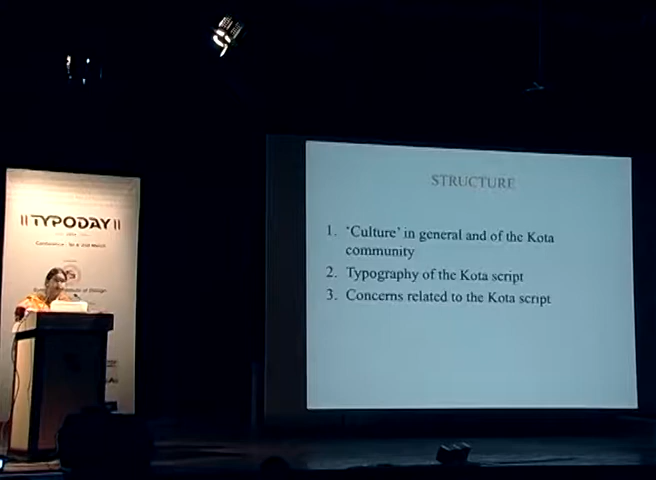 || TYPODAY ||
STRUCTURE
1. ‘Culture’ in general and of the Kota
community
2. Typography of the Kota script
3. Concerns related to the Kota script